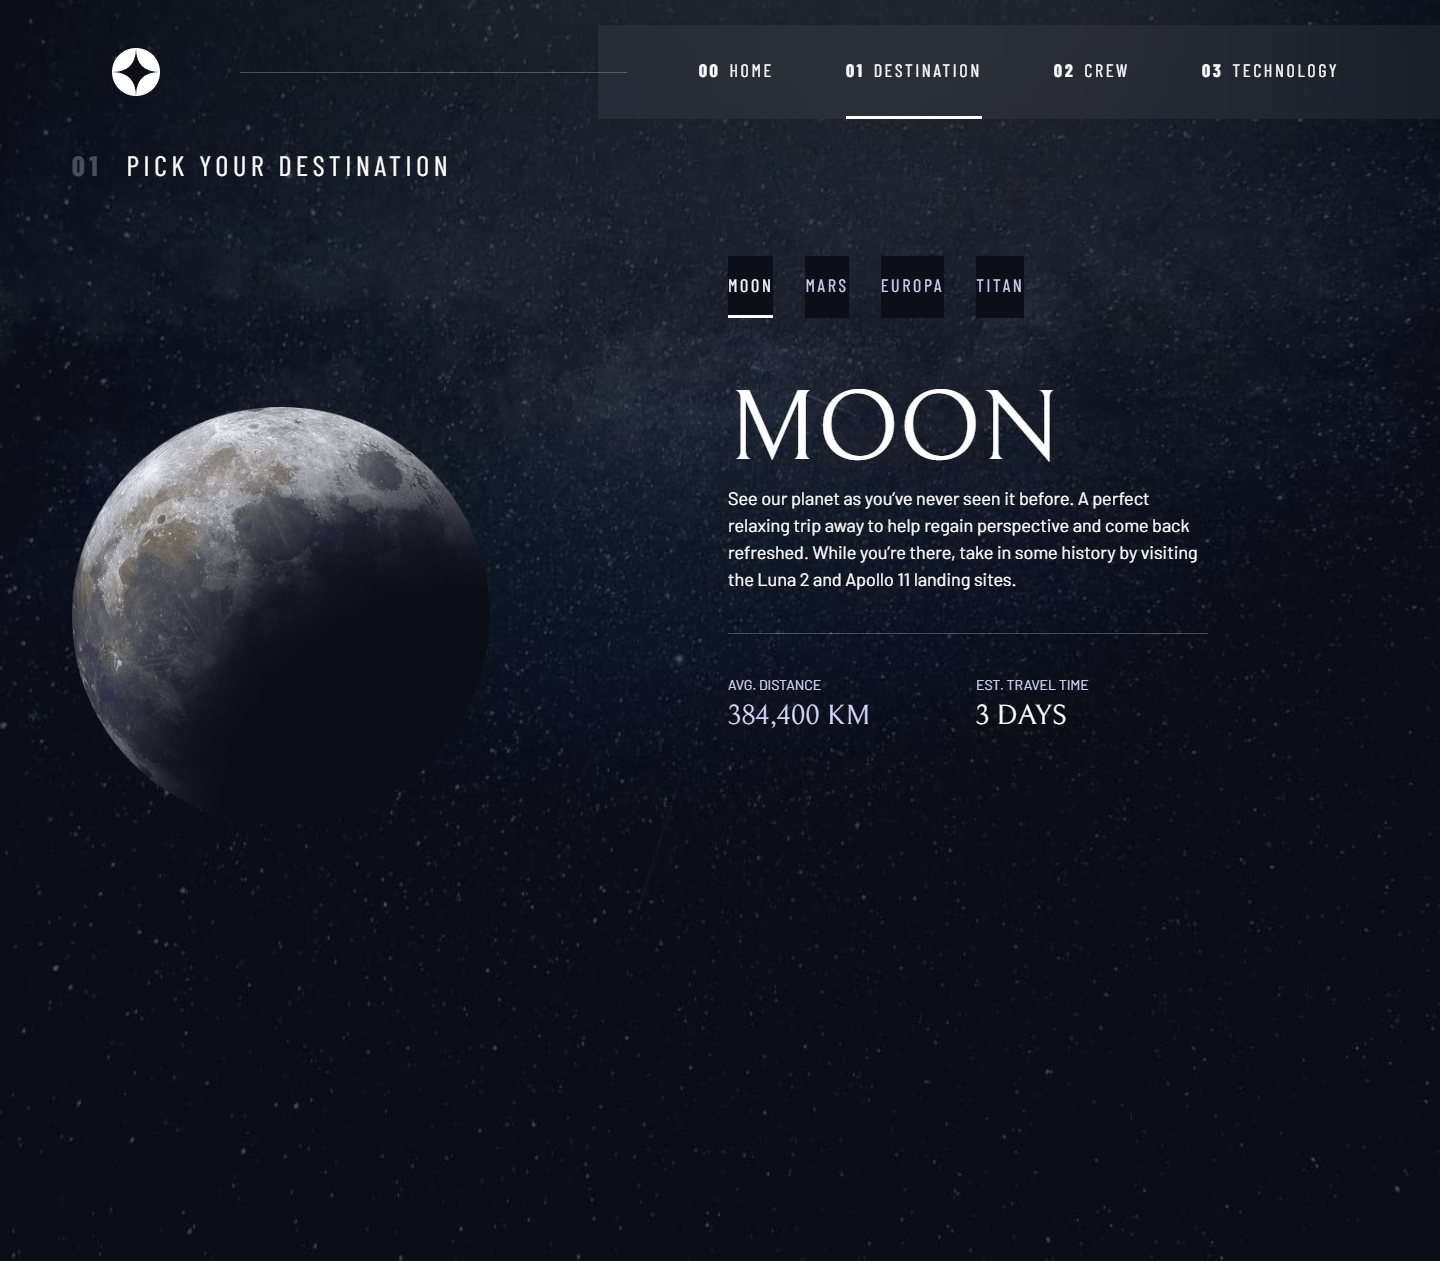 00 HOME 01 DESTINATION 02 CREW 03 TECHNOLOGY
01 PICK YOUR DESTINATION
MOON MARS EUROPA TITAN
MOON
See our planet as you’ve never seen it before. A perfect
relaxing trip away to help regain perspective and come back
refreshed. While you’re there, take in some history by visiting
the Luna 2 and Apollo 11 landing sites.
AVG. DISTANCE EST. TRAVEL TIME
384,400 KM 3 DAYS